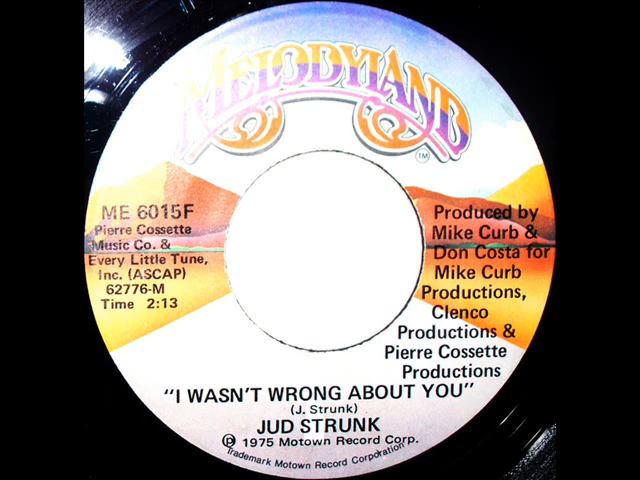 MELODYLAND
TM
ME 6015F
Pierre Cossette
Music Co. &
Every Little Tune,
Inc. (ASCAP)
62776-M
Time 2:13
Produced by
Mike Curb &
Don Costa for
Mike Curb
Productions,
Clenco
Productions &
Pierre Cossette
Productions
"I WASN'T WRONG ABOUT YOU"
(J. Strunk)
JUD STRUNK
℗ 1975 Motown Record Corp.
Trademark Motown Record Corporation